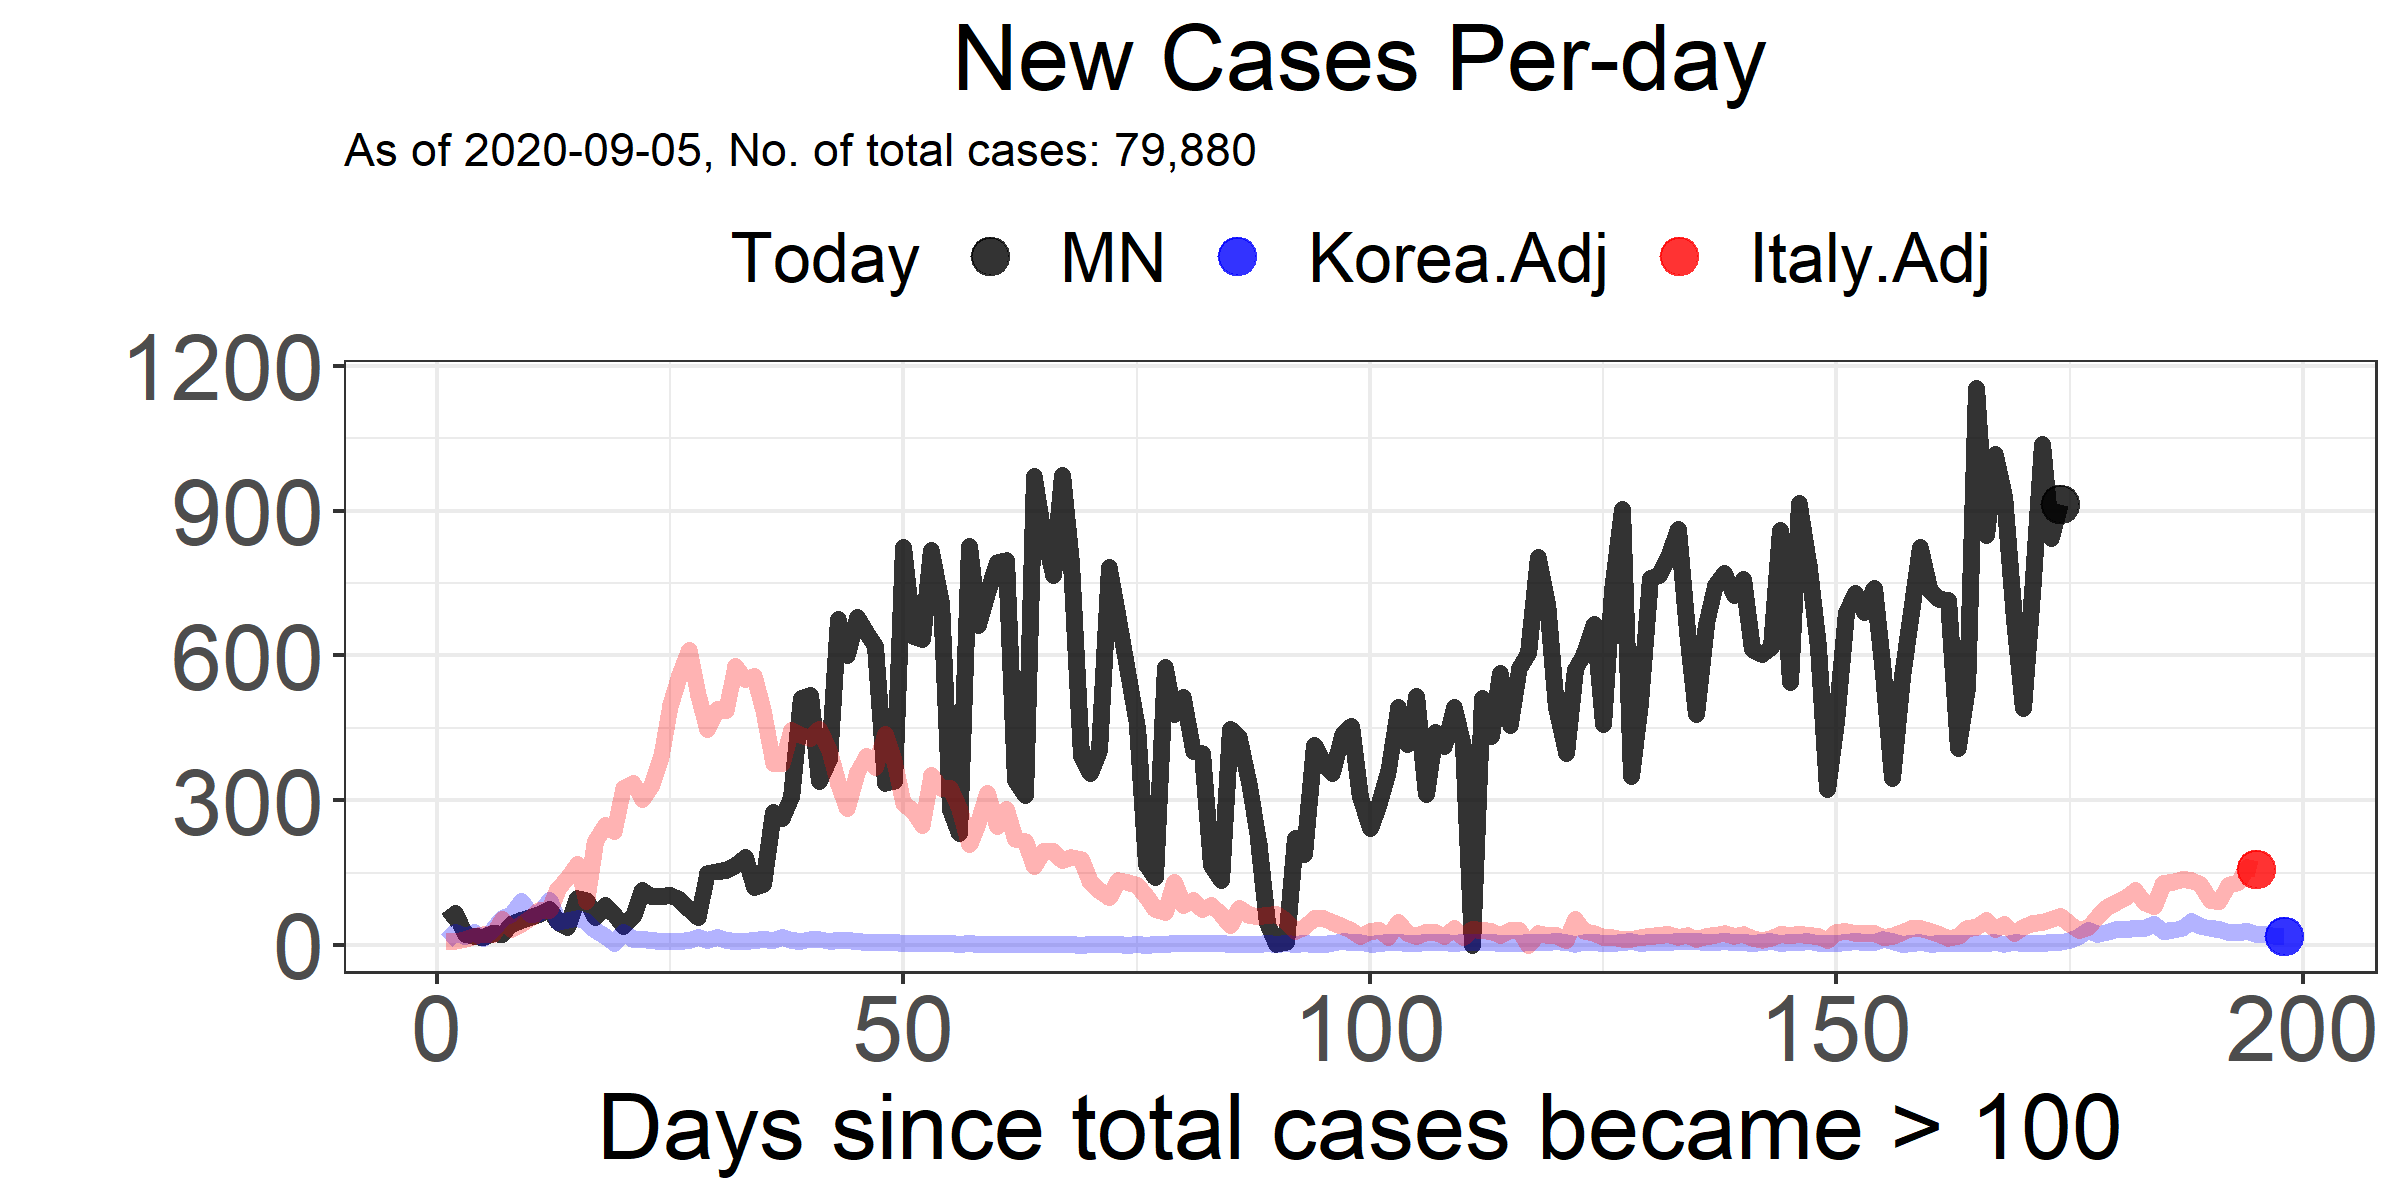 New Cases Per-day
As of 2020-09-05, No. of total cases: 79,880
Today MN Korea.Adj Italy.Adj
1200
900
600
300
0
0 50 100 150 200
Days since total cases became > 100